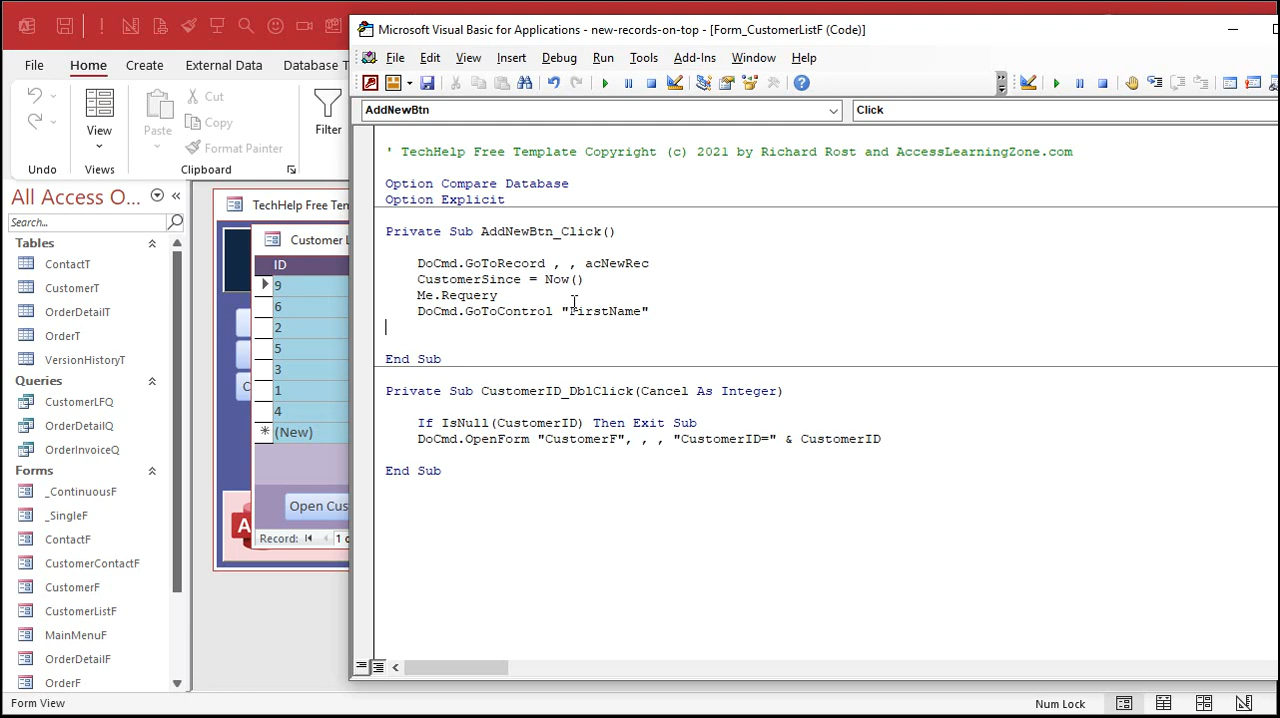 Microsoft Visual Basic for Applications - new-records-on-top - [Form_CustomerListF (Code)]
File Edit View Insert Debug Run Tools Add-Ins Window Help
AddNewBtn Click
' TechHelp Free Template Copyright (c) 2021 by Richard Rost and AccessLearningZone.com
Option Compare Database
Option Explicit
Private Sub AddNewBtn_Click()
DoCmd.GoToRecord , , acNewRec
CustomerSince = Now()
Me.Requery
DoCmd.GoToControl "FirstName"
End Sub
Private Sub CustomerID_DblClick(Cancel As Integer)
If IsNull(CustomerID) Then Exit Sub
DoCmd.OpenForm "CustomerF", , , "CustomerID=" & CustomerID
End Sub
File Home Create External Data Database T
View
Paste
Cut
Copy
Format Painter
Filter
Undo Views Clipboard
All Access O...
Search...
Tables
ContactT
CustomerT
OrderDetailT
OrderT
VersionHistoryT
Queries
CustomerLFQ
OrderDetailQ
OrderInvoiceQ
Forms
_ContinuousF
_SingleF
ContactF
CustomerContactF
CustomerF
CustomerListF
MainMenuF
OrderDetailF
OrderF
TechHelp Free Tem
Customer L
ID
9
6
2
5
3
1
4
(New)
C
Open Cus
A
Record: 1
Form View Num Lock